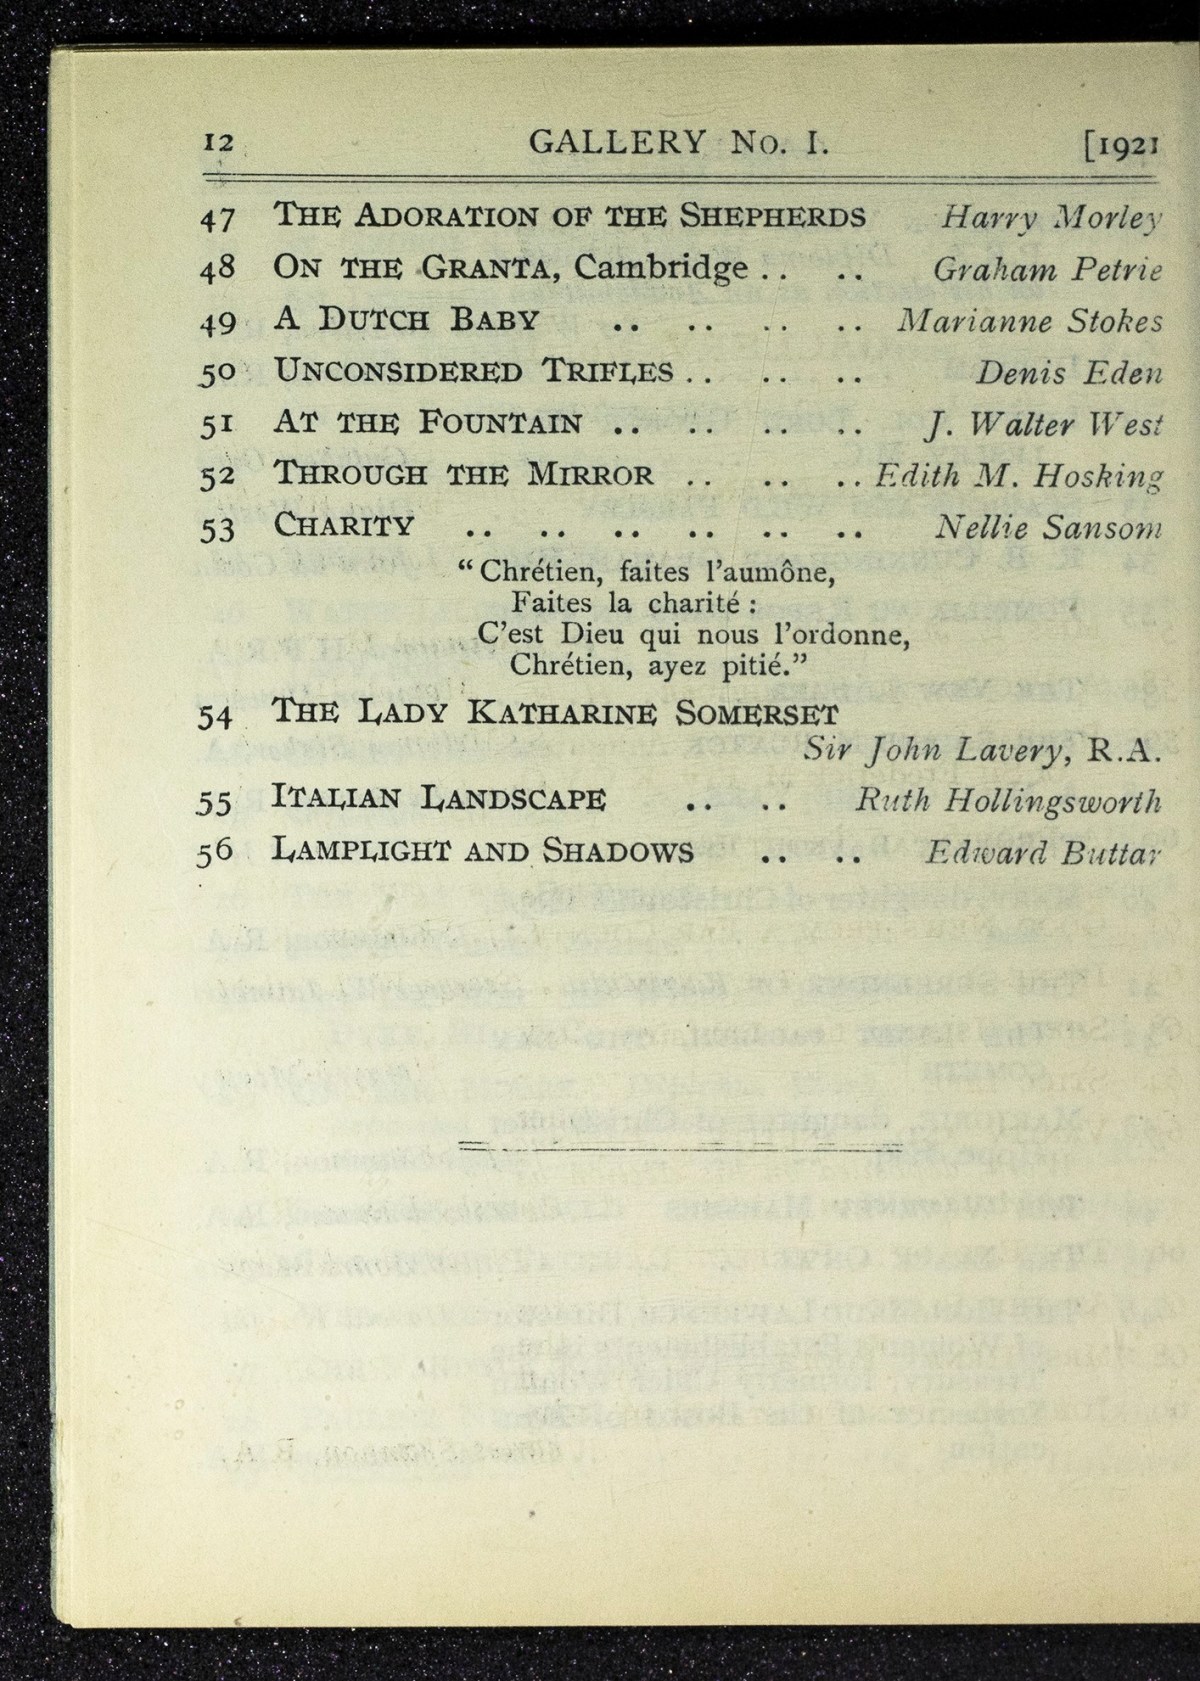 12 GALLERY No. I. [1921
47 The Adoration of the Shepherds Harry Morley
48 On the Granta, Cambridge .. .. Graham Petrie
49 A Dutch Baby .. .. .. .. Marianne Stokes
50 Unconsidered Trifles .. .. .. Denis Eden
51 At the Fountain .. .. .. .. J. Walter West
52 Through the Mirror .. .. .. Edith M. Hosking
53 Charity .. .. .. .. .. .. Nellie Sansom
“Chrétien, faites l’aumône,
Faites la charité :
C’est Dieu qui nous l’ordonne,
Chrétien, ayez pitié.”
54 The Lady Katharine Somerset
Sir John Lavery, R.A.
55 Italian Landscape .. .. Ruth Hollingsworth
56 Lamplight and Shadows .. .. Edward Buttar